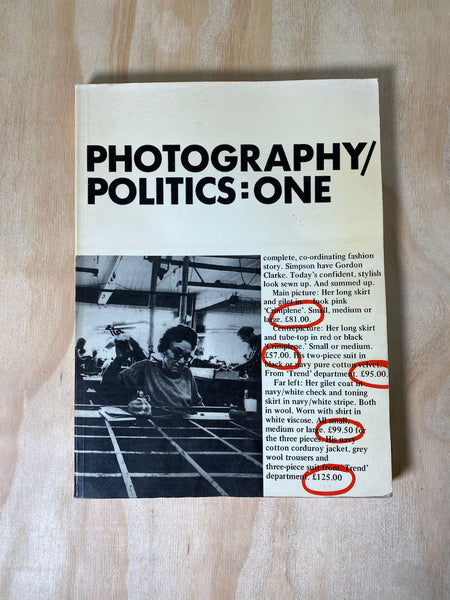 PHOTOGRAPHY/
POLITICS:ONE
complete, co-ordinating fashion
story. Simpson have Gordon
Clarke. Today's confident, stylish
look sewn up. And summed up.
Main picture: Her long skirt
and gilet in look pink
'Crimplene'. Small, medium or
large. £81.00.
Centrepicture: Her long skirt
and tube-top in red or black
'Crimplene.' Small or medium.
£57.00. His two-piece suit in
black or navy pure cotton velvet.
From 'Trend' department. £95.00.
Far left: Her gilet coat in
navy/white check and toning
skirt in navy/white stripe. Both
in wool. Worn with shirt in
white viscose. All small,
medium or large. £99.50 for
the three pieces. His navy
cotton corduroy jacket, grey
wool trousers and
three-piece suit from 'Trend'
department. £125.00